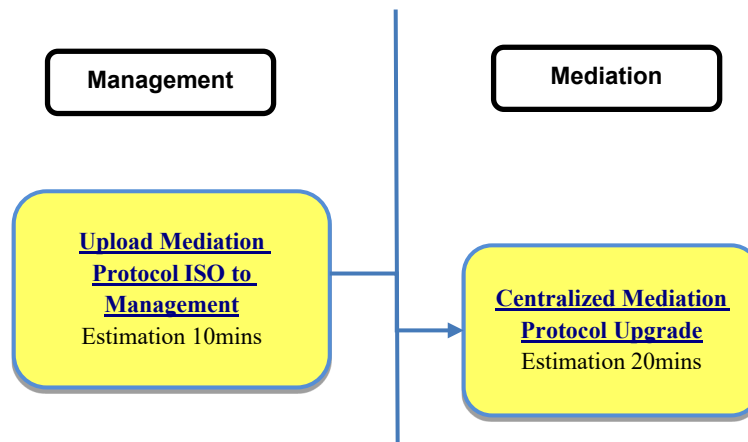 Management
Mediation
Upload Mediation
Protocol ISO to
Management
Estimation 10mins
Centralized Mediation
Protocol Upgrade
Estimation 20mins